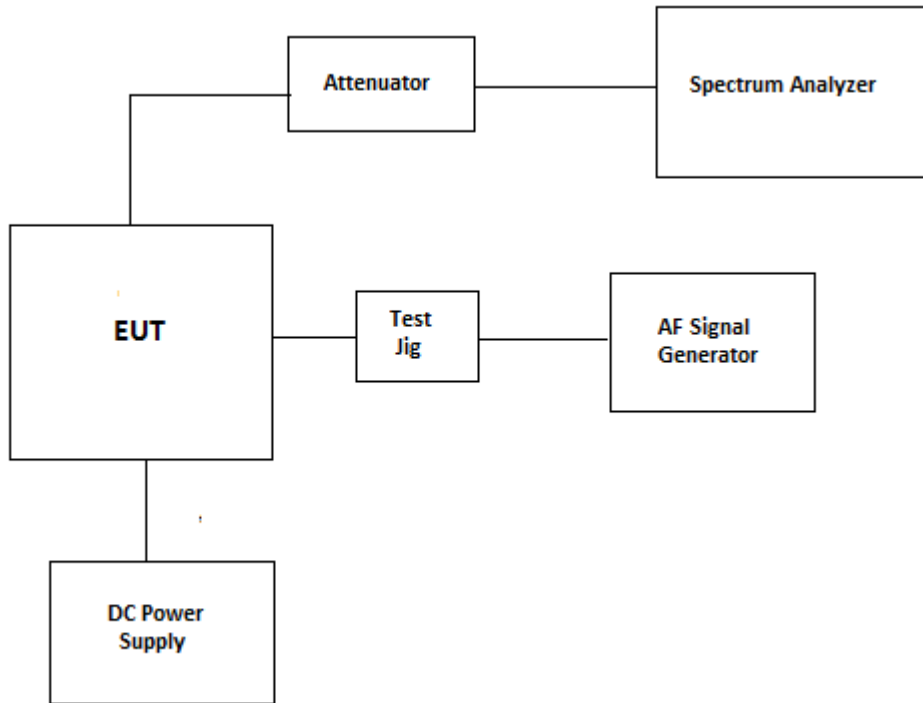 Attenuator
Spectrum Analyzer
EUT
Test
Jig
AF Signal
Generator
DC Power
Supply